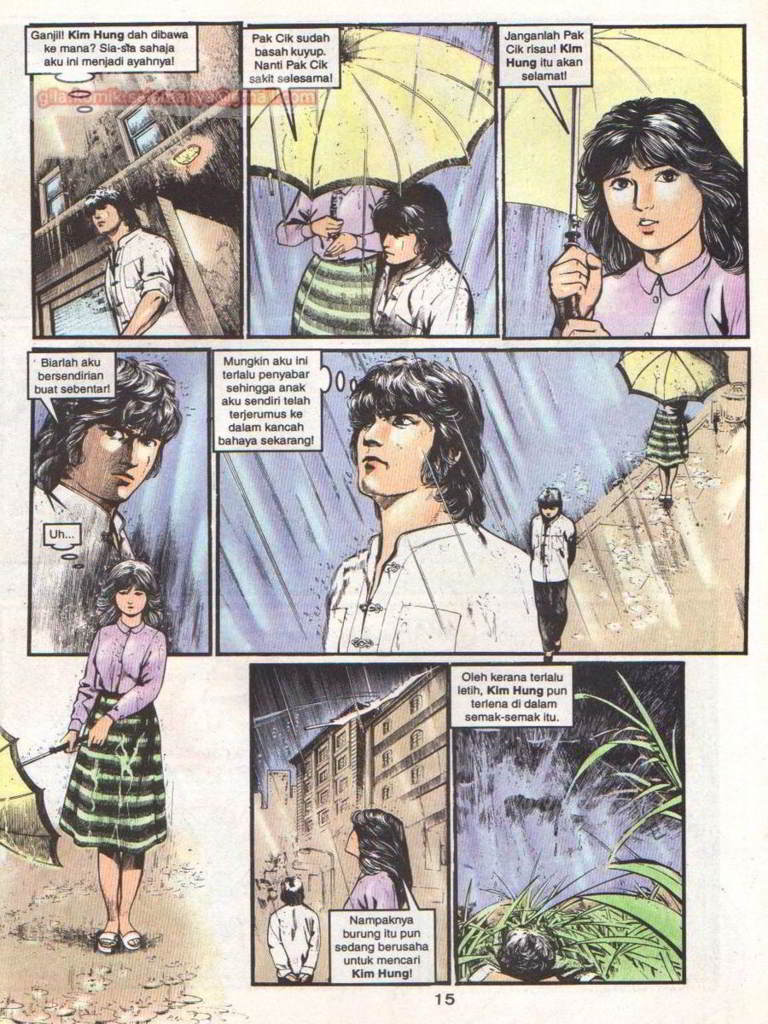 Ganjil! Kim Hung dah dibawa
ke mana? Sia-sia sahaja
aku ini menjadi ayahnya!
Pak Cik sudah
basah kuyup.
Nanti Pak Cik
sakit selesama!
Janganlah Pak
Cik risau! Kim
Hung itu akan
selamat!
Biarlah aku
bersendirian
buat sebentar!
Mungkin aku ini
terlalu penyabar
sehingga anak
aku sendiri telah
terjerumus ke
dalam kancah
bahaya sekarang!
Uh...
Nampaknya
burung itu pun
sedang berusaha
untuk mencari
Kim Hung!
Oleh kerana terlalu
letih, Kim Hung pun
terlena di dalam
semak-semak itu.
15